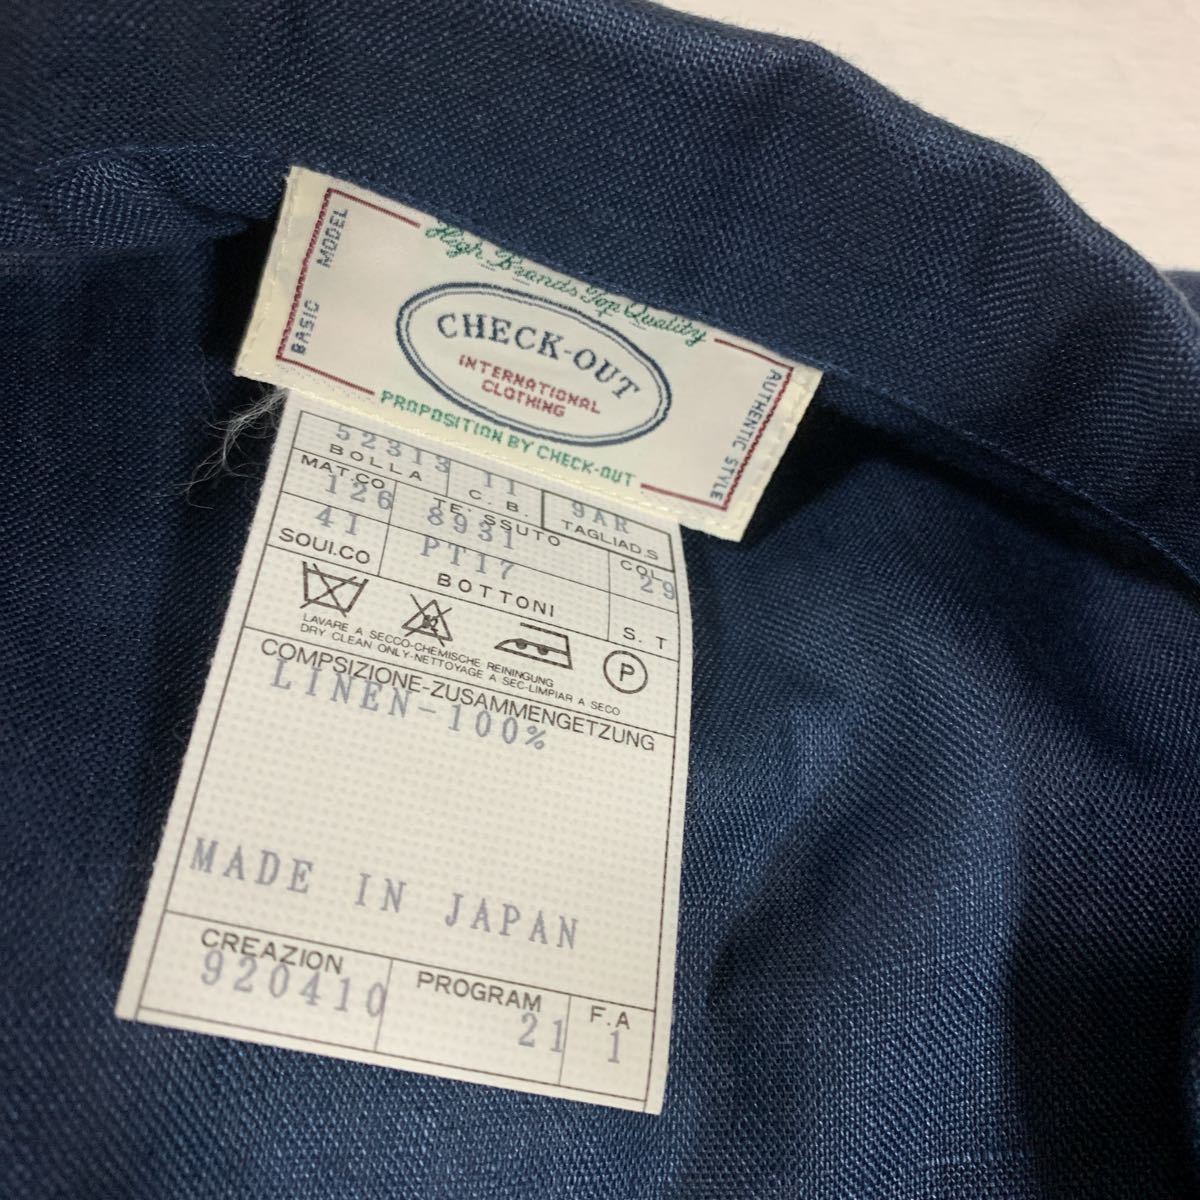 BASIC MODEL
High Brands Top Quality
CHECK-OUT
INTERNATIONAL
CLOTHING
PROPOSITION BY CHECK-OUT
AUTHENTIC STYLE
52313 11 9AR
BOLLA C. B. TAGLIAD.S
MAT.CO TE. SSUTO COL
126 8931 29
41 PT17
SOUI.CO BOTTONI S. T
LAVARE A SECCO-CHEMISCHE REININGUNG
DRY CLEAN ONLY-NETTOYAGE A SEC-LIMPIAR A SECO
P
COMPSIZIONE-ZUSAMMENGETZUNG
LINEN-100%
MADE IN JAPAN
CREAZION PROGRAM F.A
920410 21 1